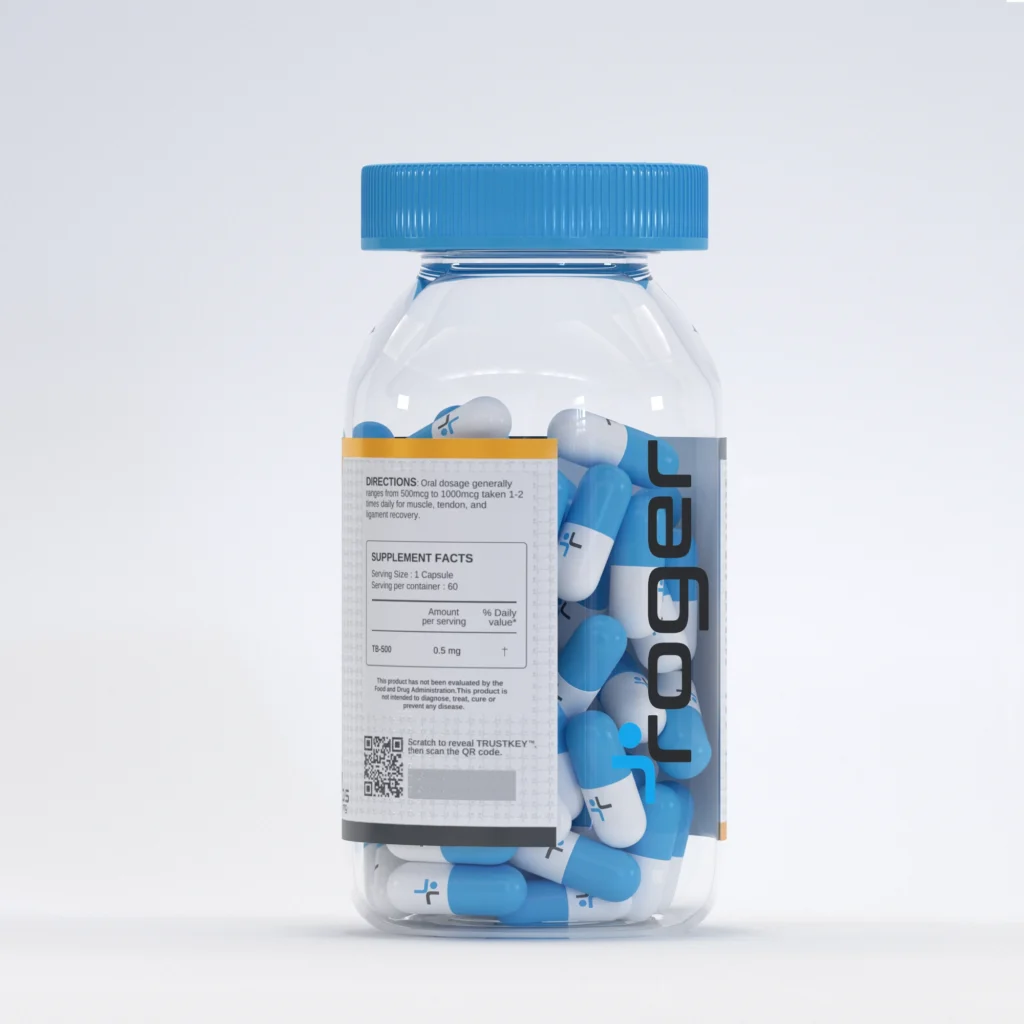 DIRECTIONS: Oral dosage generally
ranges from 500mcg to 1000mcg taken 1-2
times daily for muscle, tendon, and
ligament recovery.
SUPPLEMENT FACTS
Serving Size : 1 Capsule
Serving per container : 60
Amount
per serving
% Daily
value*
TB-500 0.5 mg †
This product has not been evaluated by the
Food and Drug Administration.This product is
not intended to diagnose, treat, cure or
prevent any disease.
Scratch to reveal TRUSTKEY™,
then scan the QR code.
roger